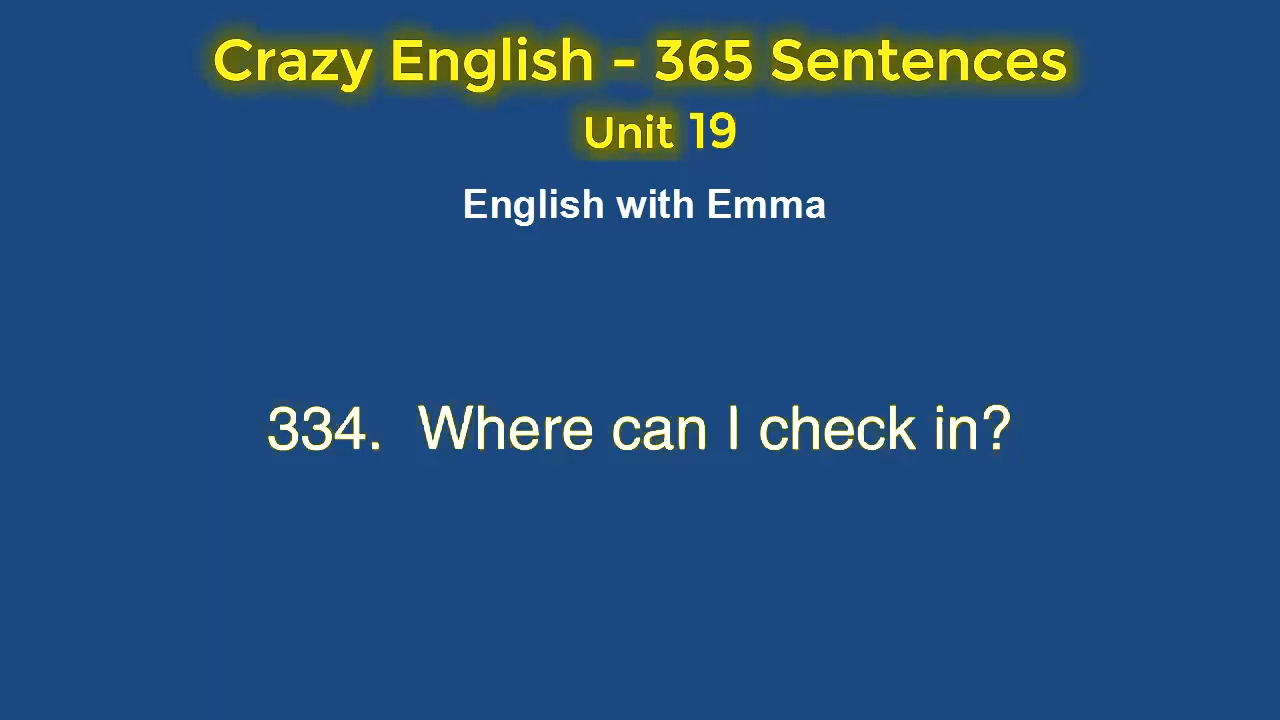 Crazy English - 365 Sentences
Unit 19
English with Emma
334. Where can I check in?